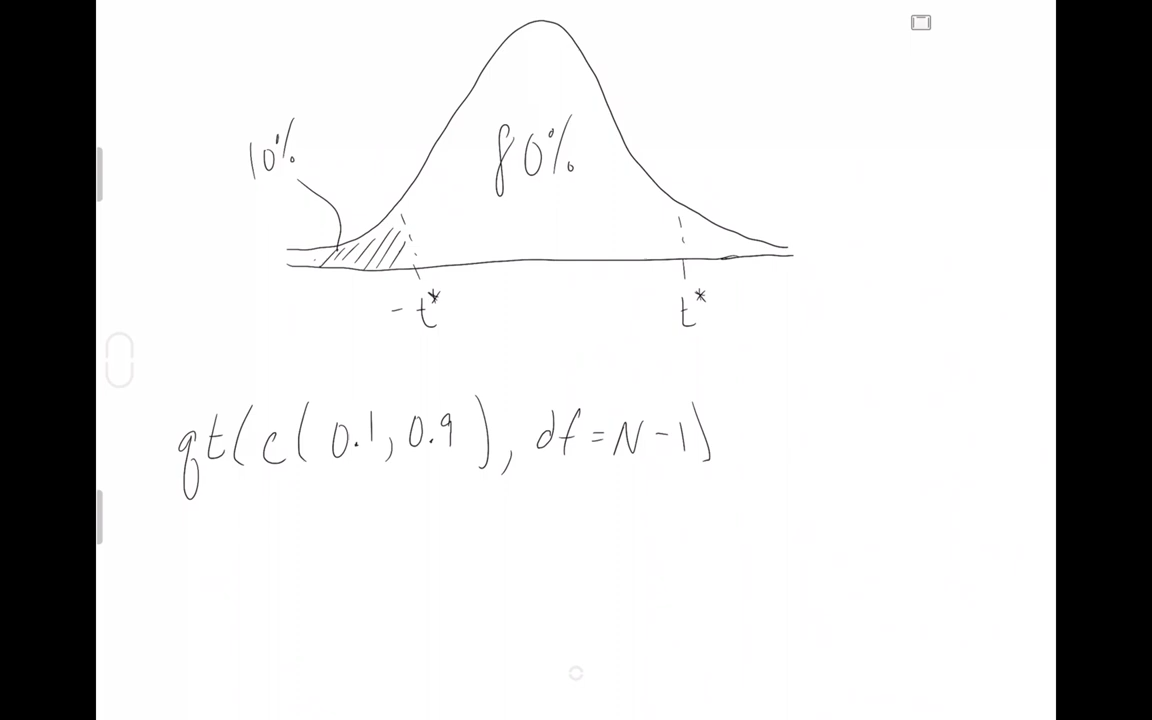 80%
10%
- t* t*
qt(c(0.1, 0.9), df=N-1)